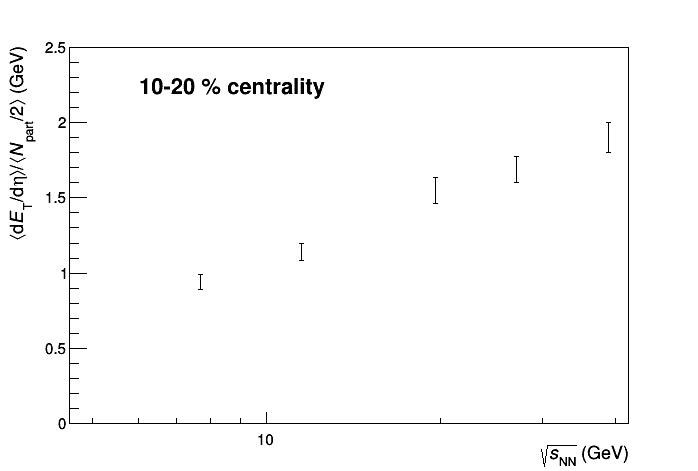 10-20 % centrality
⟨dE_T/dη⟩/⟨N_part/2⟩ (GeV)
2.5
2
1.5
1
0.5
0
10
√s_NN (GeV)